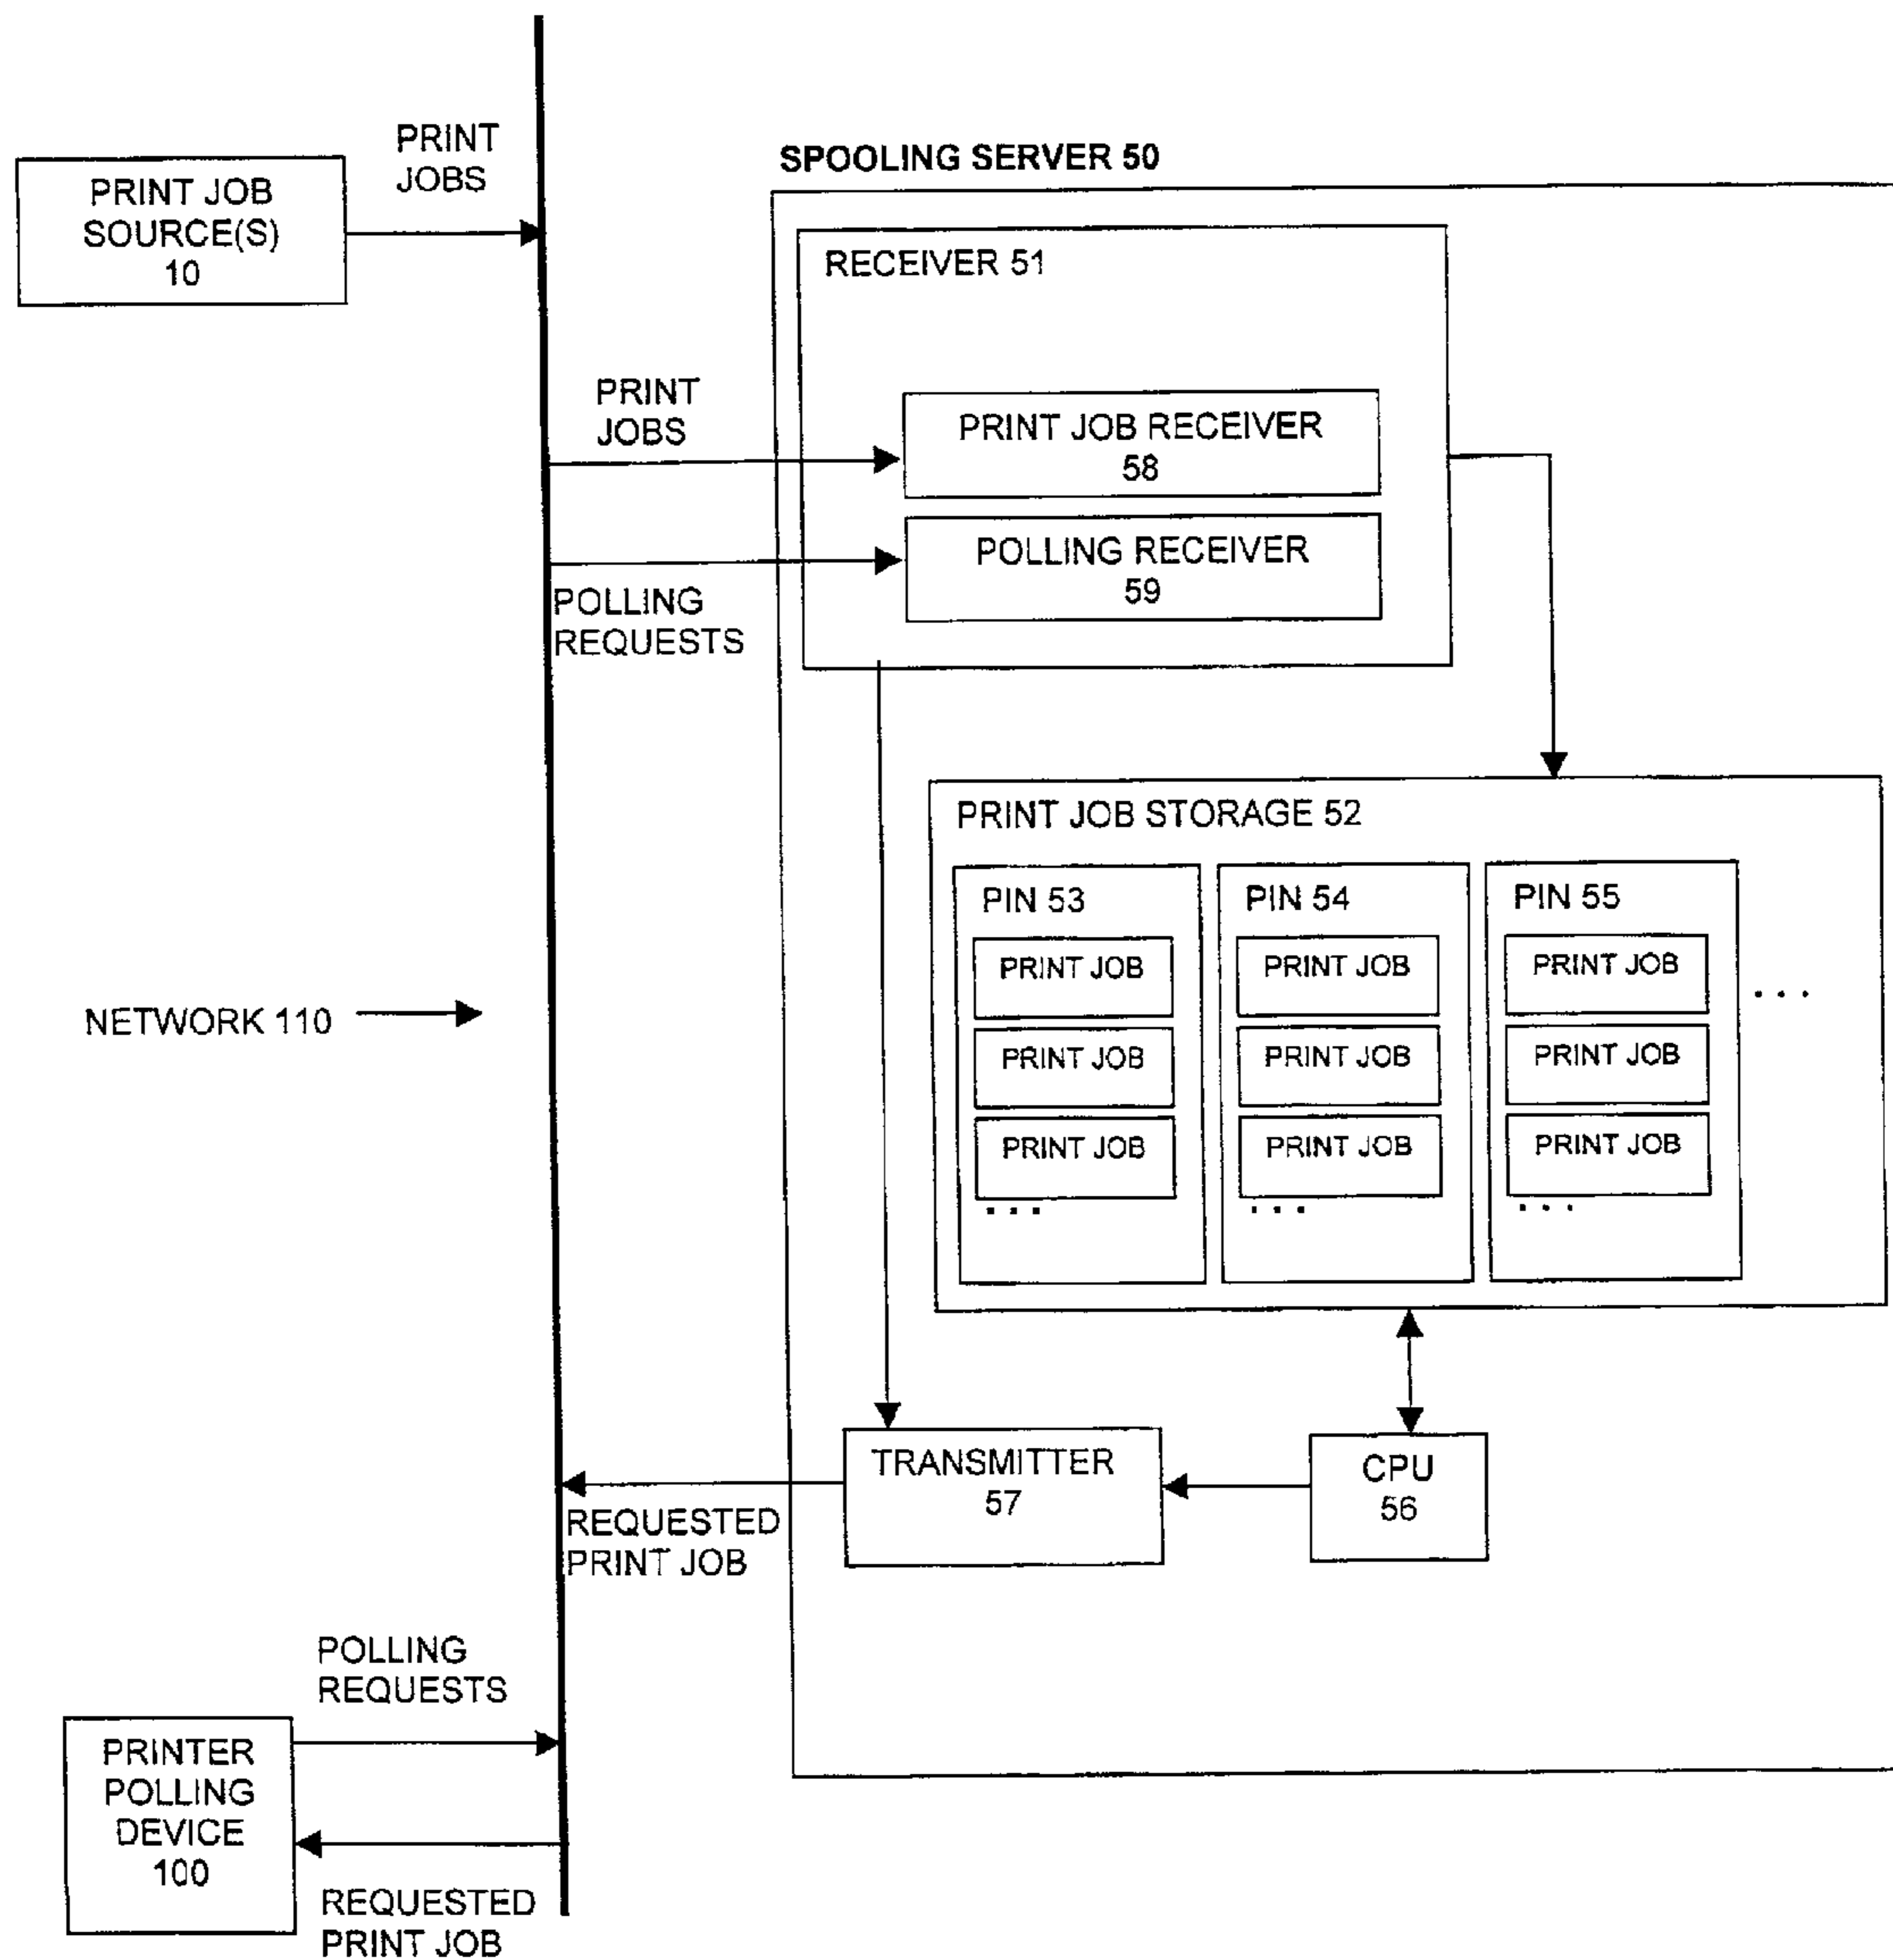 PRINT
JOBS
SPOOLING SERVER 50
PRINT JOB
SOURCE(S)
10
RECEIVER 51
PRINT
JOBS
PRINT JOB RECEIVER
58
POLLING RECEIVER
59
POLLING
REQUESTS
PRINT JOB STORAGE 52
PIN 53
PRINT JOB
PRINT JOB
PRINT JOB
...
PIN 54
PRINT JOB
PRINT JOB
PRINT JOB
...
PIN 55
PRINT JOB
PRINT JOB
PRINT JOB
...
...
NETWORK 110
TRANSMITTER
57
CPU
56
REQUESTED
PRINT JOB
POLLING
REQUESTS
PRINTER
POLLING
DEVICE
100
REQUESTED
PRINT JOB